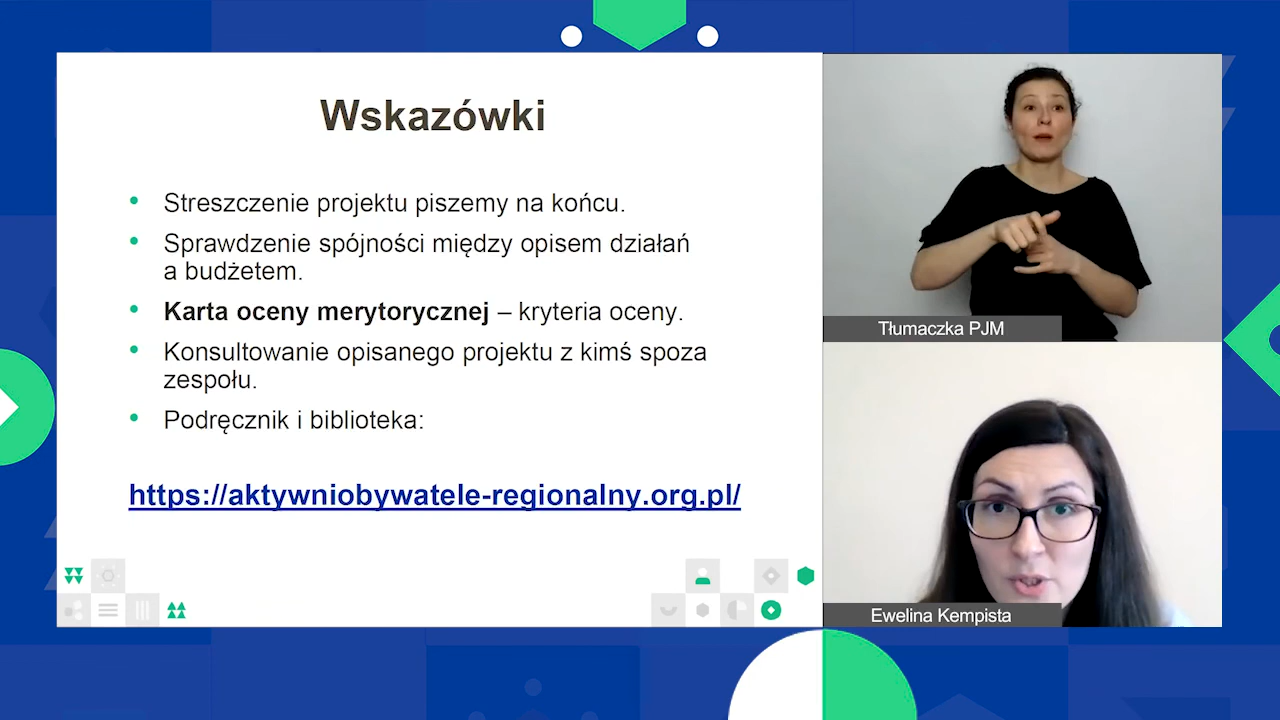 Wskazówki
Streszczenie projektu piszemy na końcu.
Sprawdzenie spójności między opisem działań
a budżetem.
Karta oceny merytorycznej – kryteria oceny.
Konsultowanie opisanego projektu z kimś spoza
zespołu.
Podręcznik i biblioteka:
https://aktywniobywatele-regionalny.org.pl/
Tłumaczka PJM
Ewelina Kempista